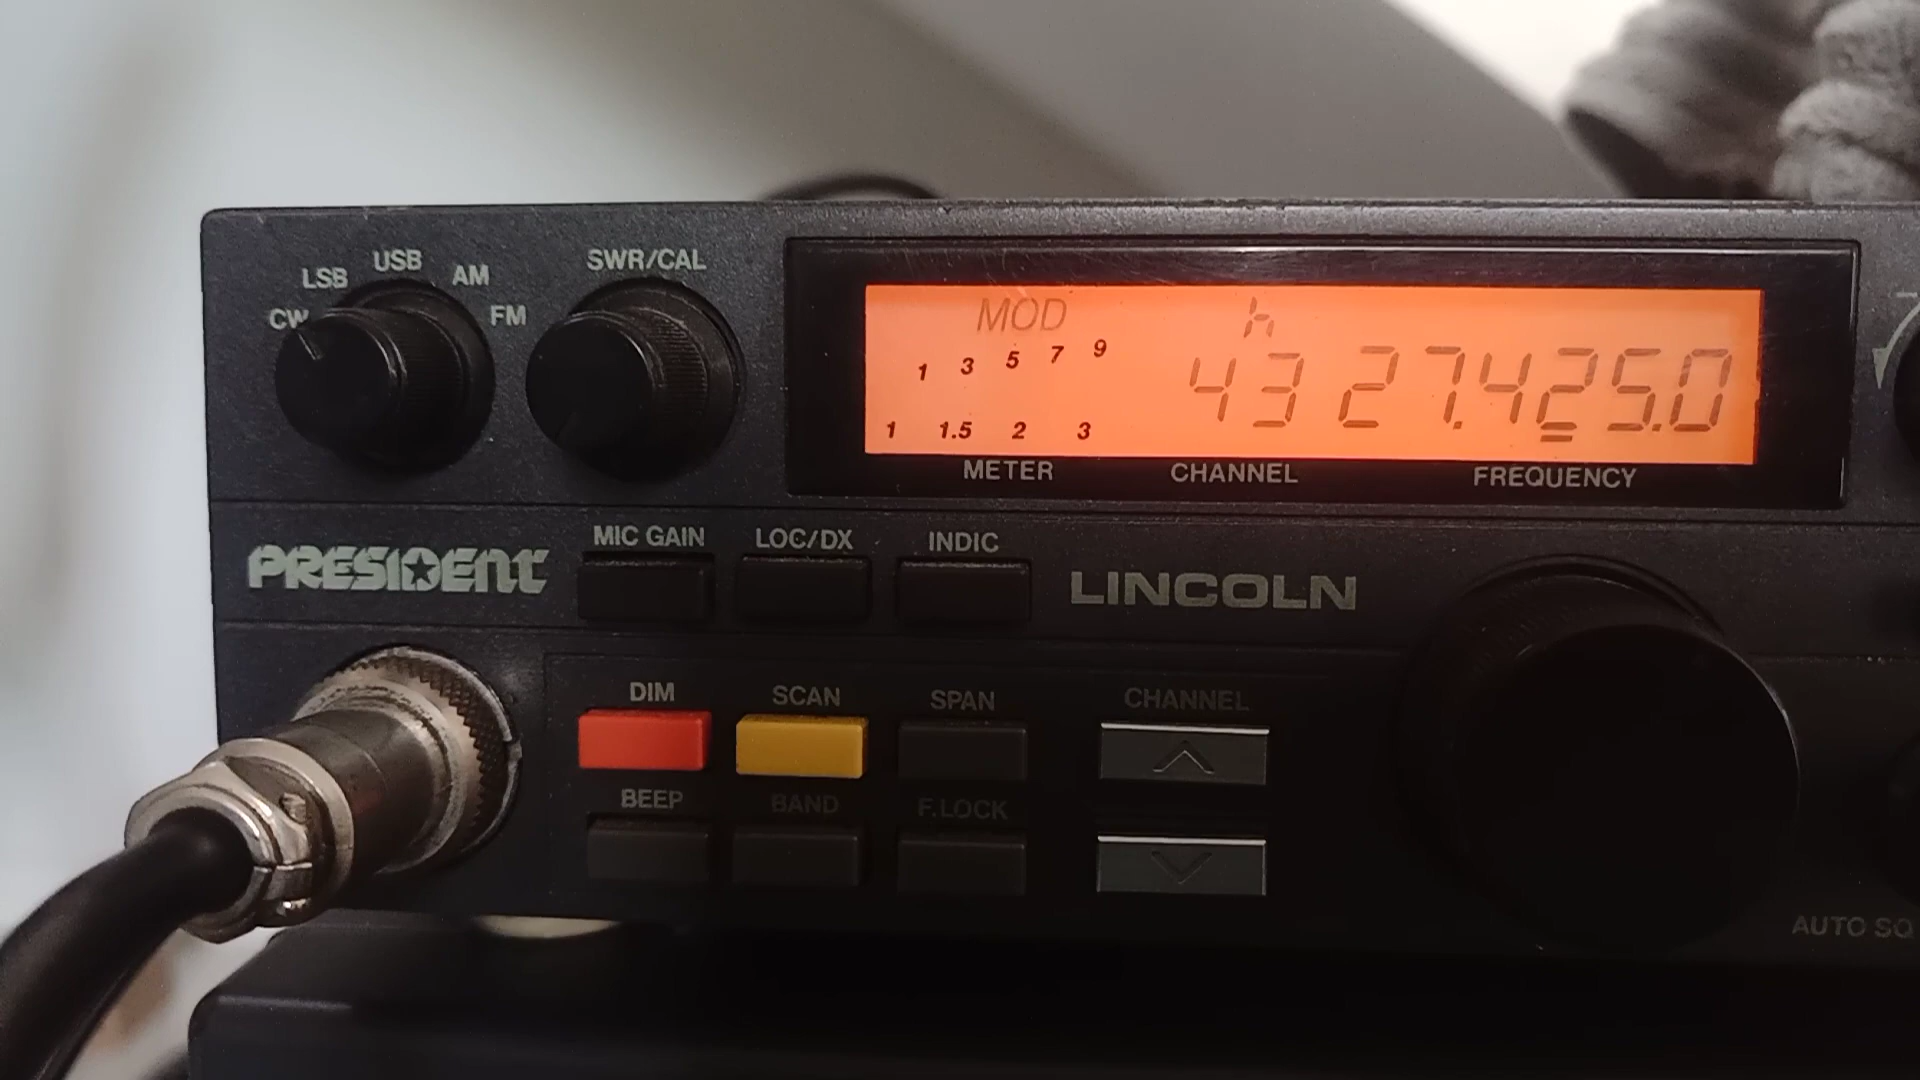 LSB USB AM
CW FM
SWR/CAL
MOD h
1 3 5 7 9
43 27.425.0
1 1.5 2 3
METER CHANNEL FREQUENCY
MIC GAIN LOC/DX INDIC
PRESIDENT LINCOLN
DIM SCAN SPAN CHANNEL
BEEP BAND F.LOCK
AUTO SQ